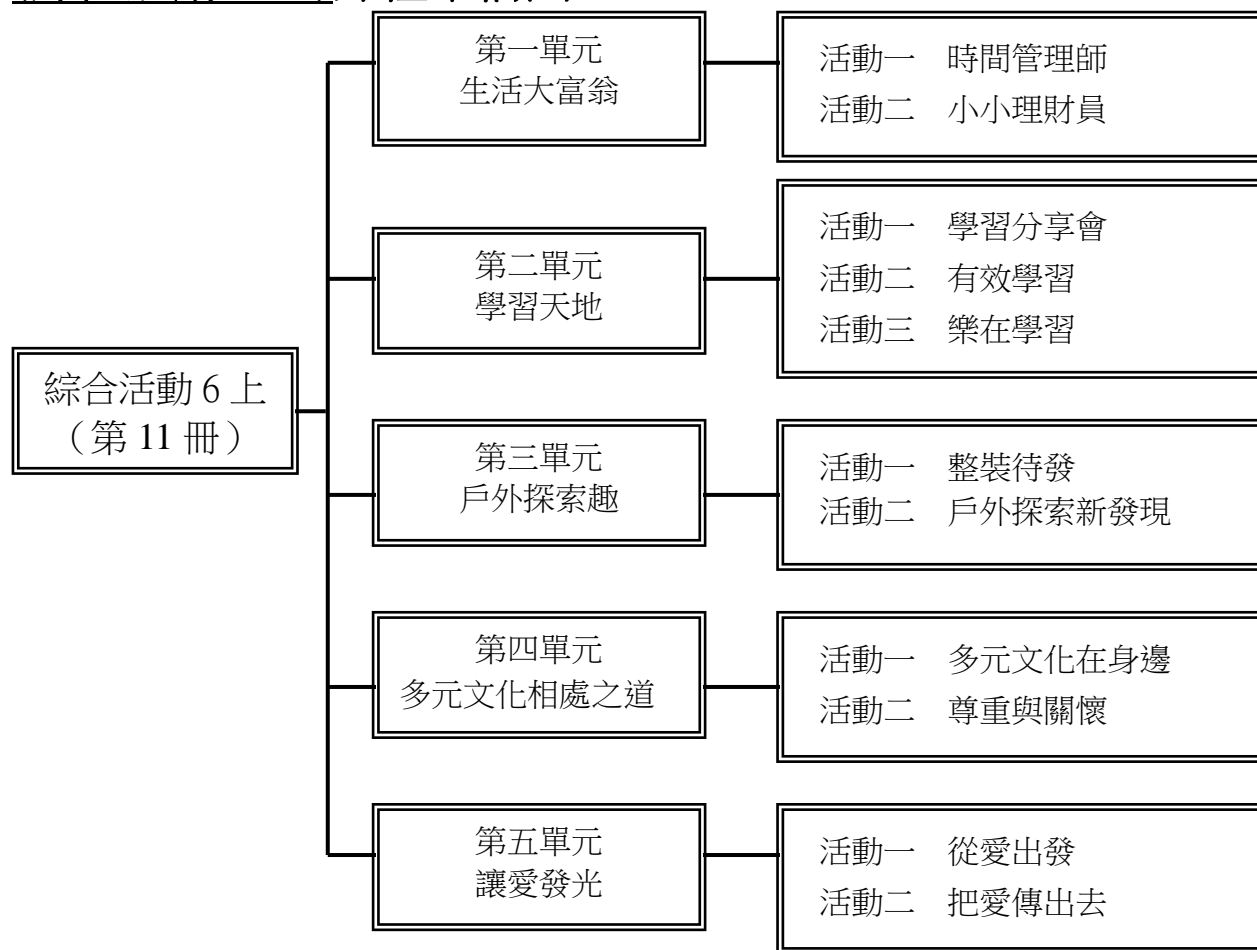 第一單元
生活大富翁
活動一　時間管理師
活動二　小小理財員
第二單元
學習天地
活動一　學習分享會
活動二　有效學習
活動三　樂在學習
綜合活動 6 上
（第 11 冊）
第三單元
戶外探索趣
活動一　整裝待發
活動二　戶外探索新發現
第四單元
多元文化相處之道
活動一　多元文化在身邊
活動二　尊重與關懷
第五單元
讓愛發光
活動一　從愛出發
活動二　把愛傳出去